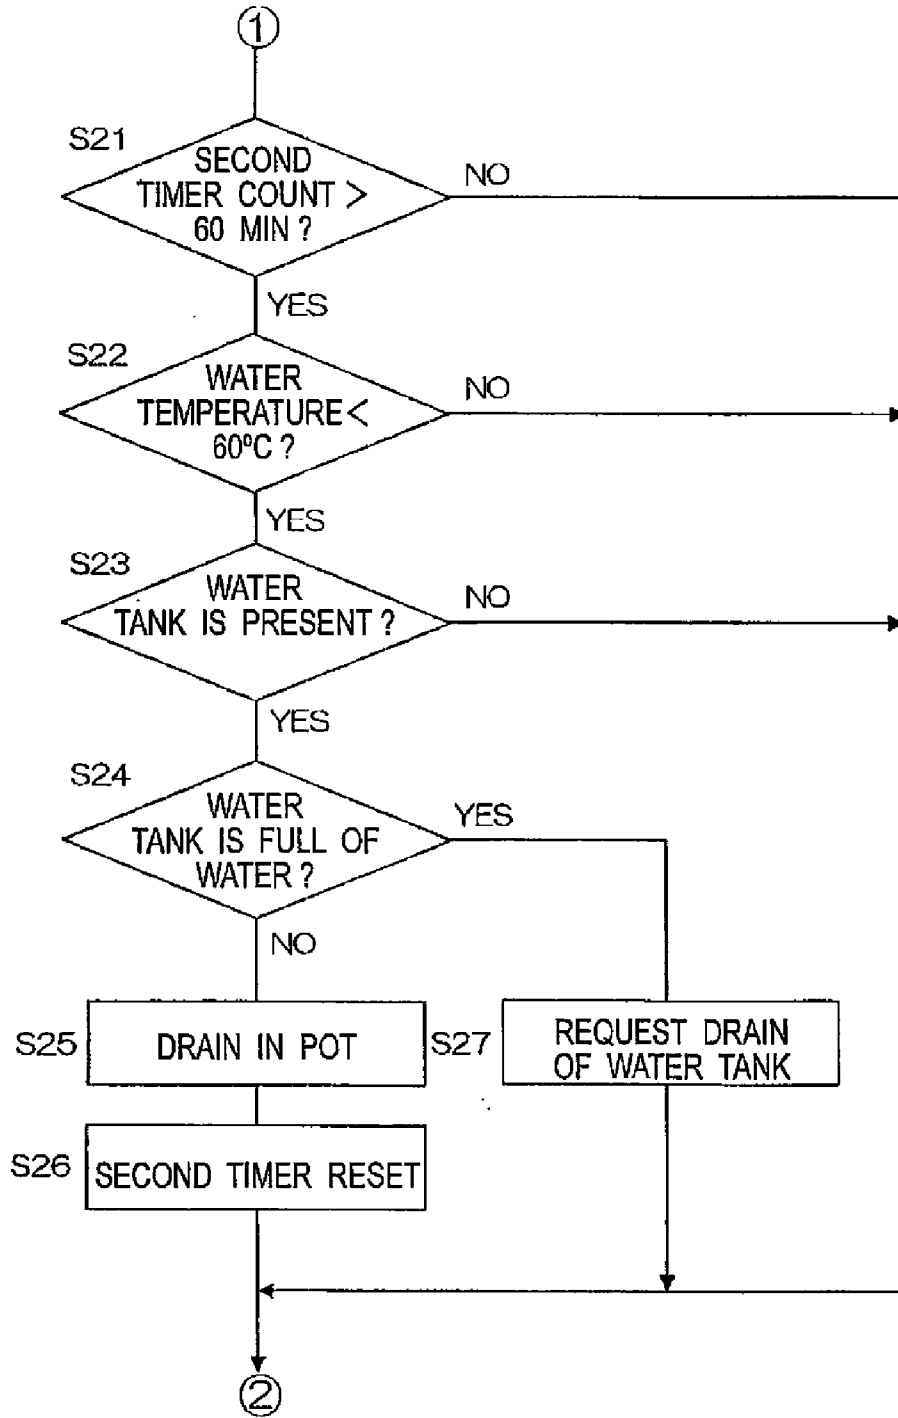 1
S21
SECOND
TIMER COUNT >
60 MIN ?
NO
YES
S22
WATER
TEMPERATURE <
60ºC ?
NO
YES
S23
WATER
TANK IS PRESENT ?
NO
YES
S24
WATER
TANK IS FULL OF
WATER ?
YES
NO
S25
DRAIN IN POT
S27
REQUEST DRAIN
OF WATER TANK
S26
SECOND TIMER RESET
2